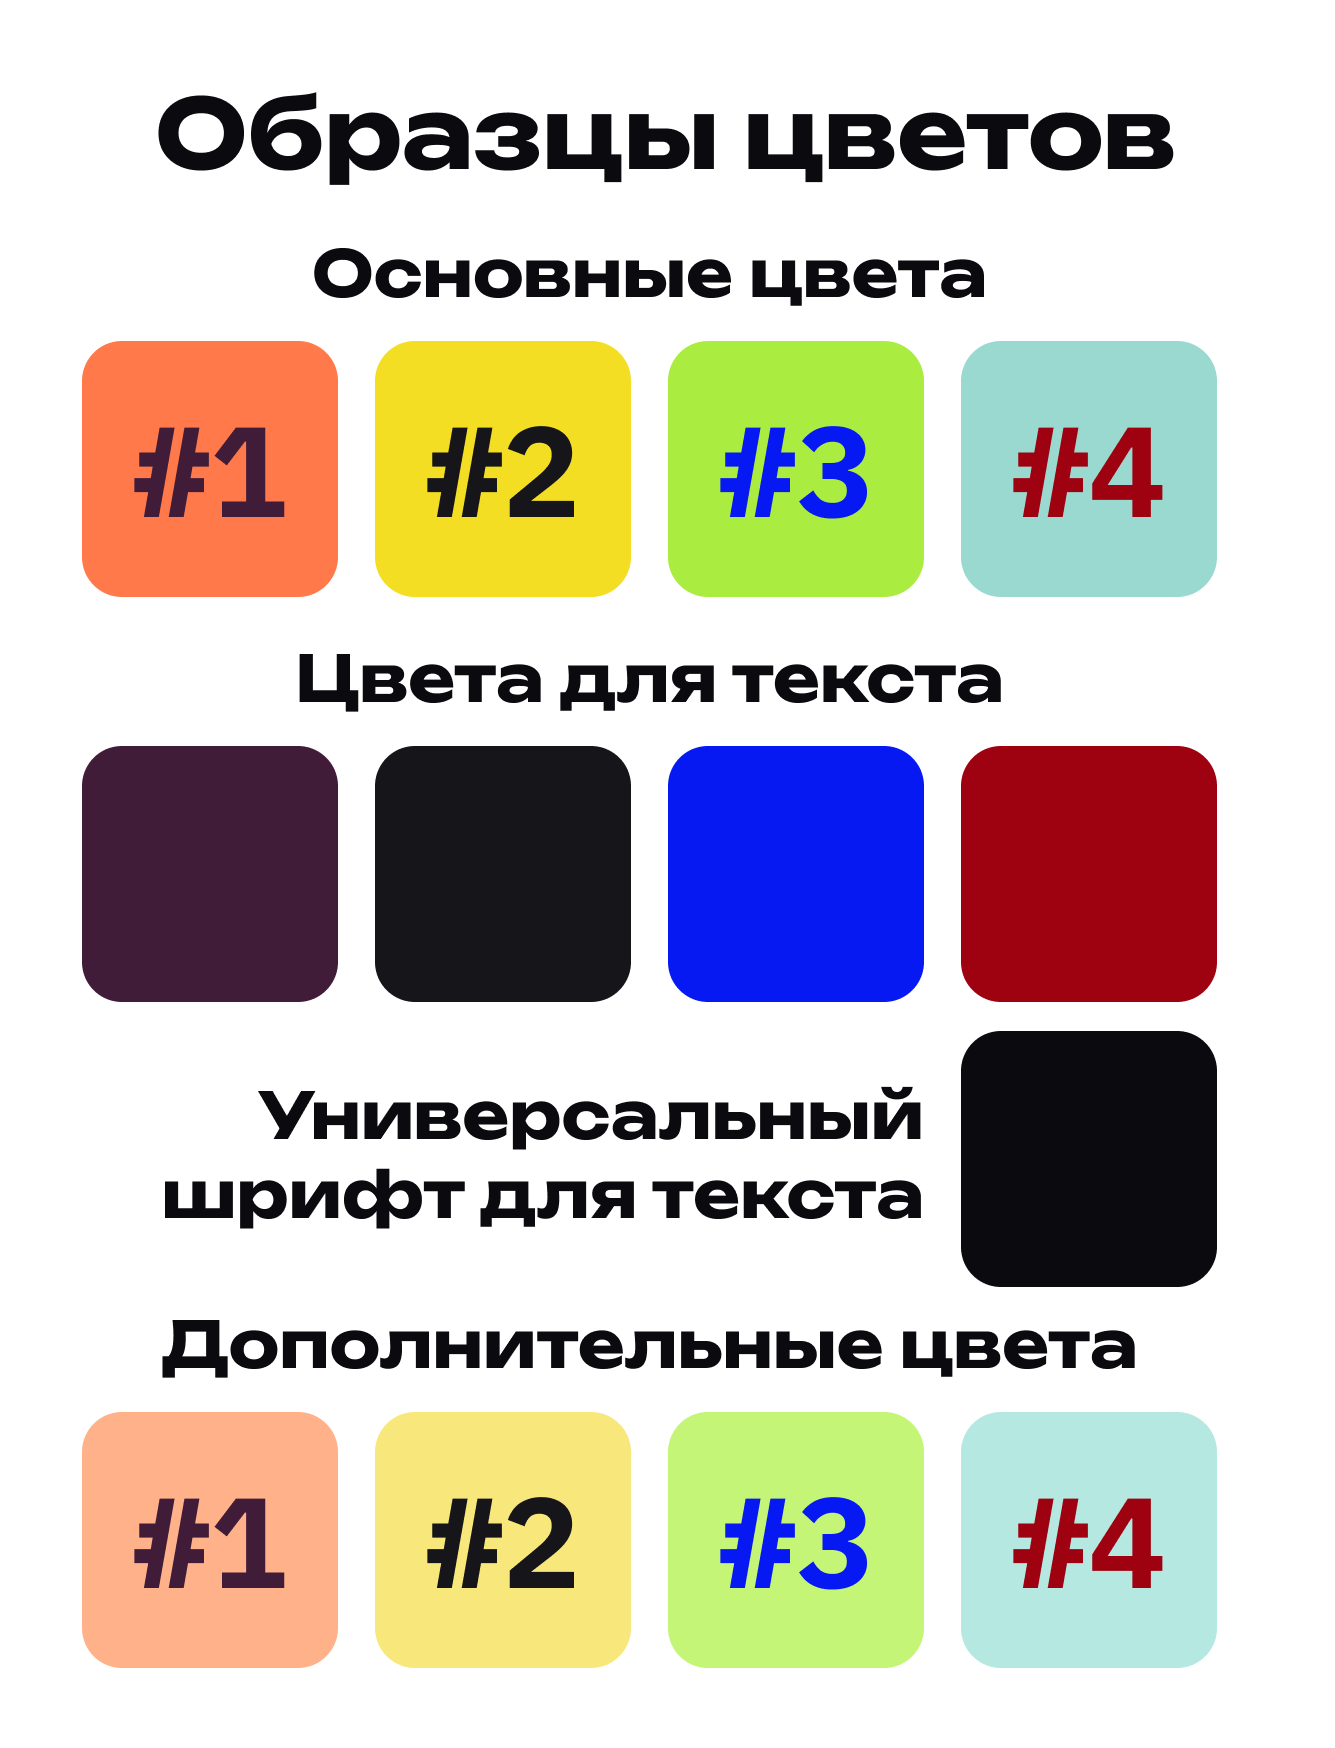 Образцы цветов
Основные цвета
#1 #2 #3 #4
Цвета для текста
Универсальный
шрифт для текста
Дополнительные цвета
#1 #2 #3 #4